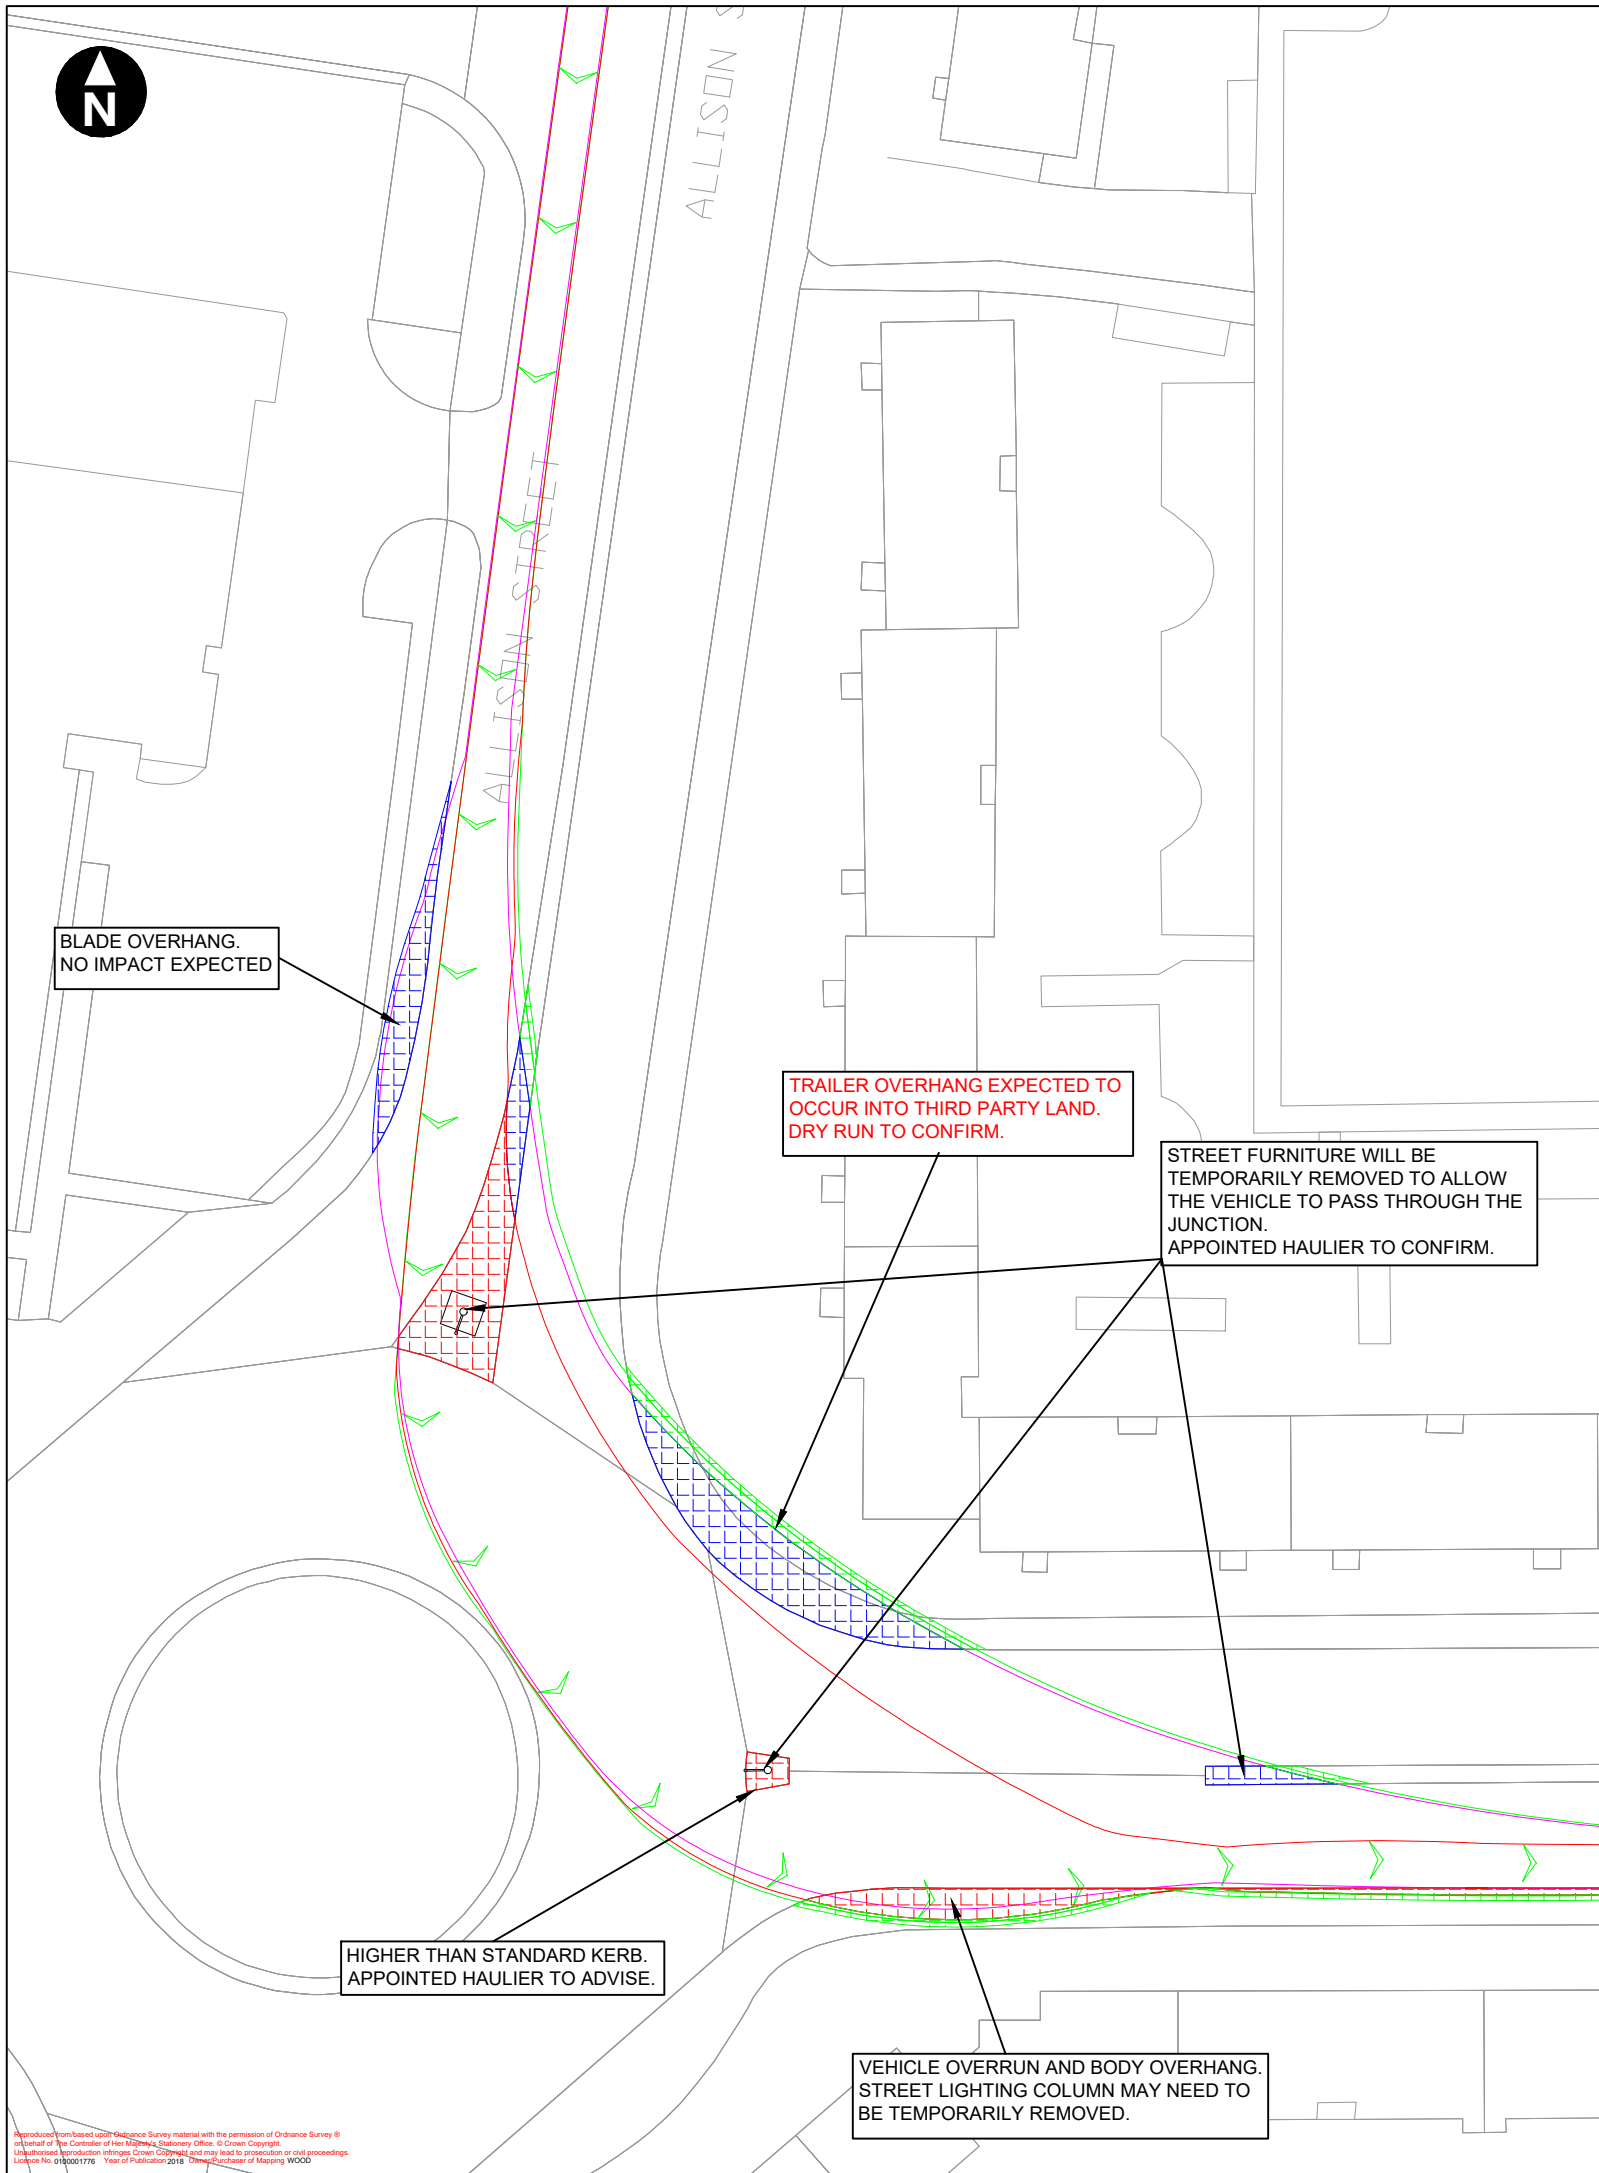 N
ALLISON S
ALLISON STREET
BLADE OVERHANG.
NO IMPACT EXPECTED
TRAILER OVERHANG EXPECTED TO
OCCUR INTO THIRD PARTY LAND.
DRY RUN TO CONFIRM.
STREET FURNITURE WILL BE
TEMPORARILY REMOVED TO ALLOW
THE VEHICLE TO PASS THROUGH THE
JUNCTION.
APPOINTED HAULIER TO CONFIRM.
HIGHER THAN STANDARD KERB.
APPOINTED HAULIER TO ADVISE.
VEHICLE OVERRUN AND BODY OVERHANG.
STREET LIGHTING COLUMN MAY NEED TO
BE TEMPORARILY REMOVED.
Reproduced from/based upon Ordnance Survey material with the permission of Ordnance Survey ®
on behalf of The Controller of Her Majesty's Stationery Office. © Crown Copyright.
Unauthorised reproduction infringes Crown Copyright and may lead to prosecution or civil proceedings.
Licence No. 0100001776 Year of Publication 2018 Owner/Purchaser of Mapping WOOD